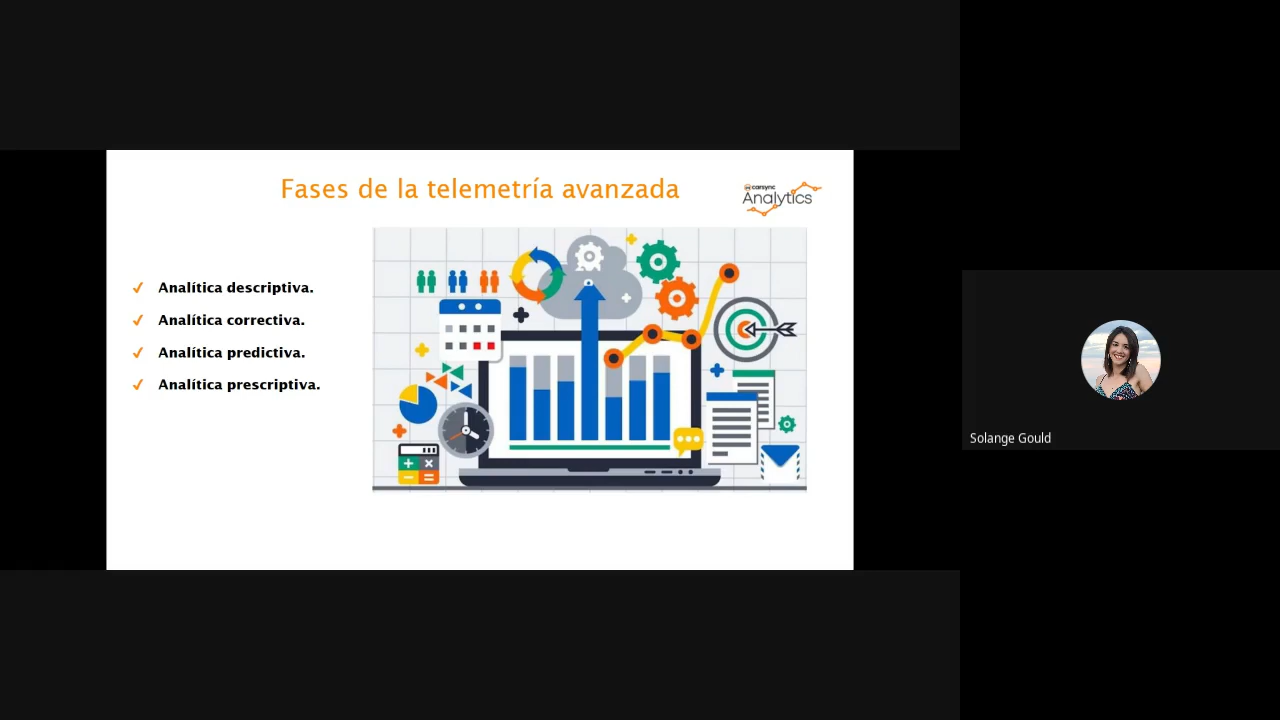 Fases de la telemetría avanzada
carsync
Analytics
Analítica descriptiva.
Analítica correctiva.
Analítica predictiva.
Analítica prescriptiva.
Solange Gould